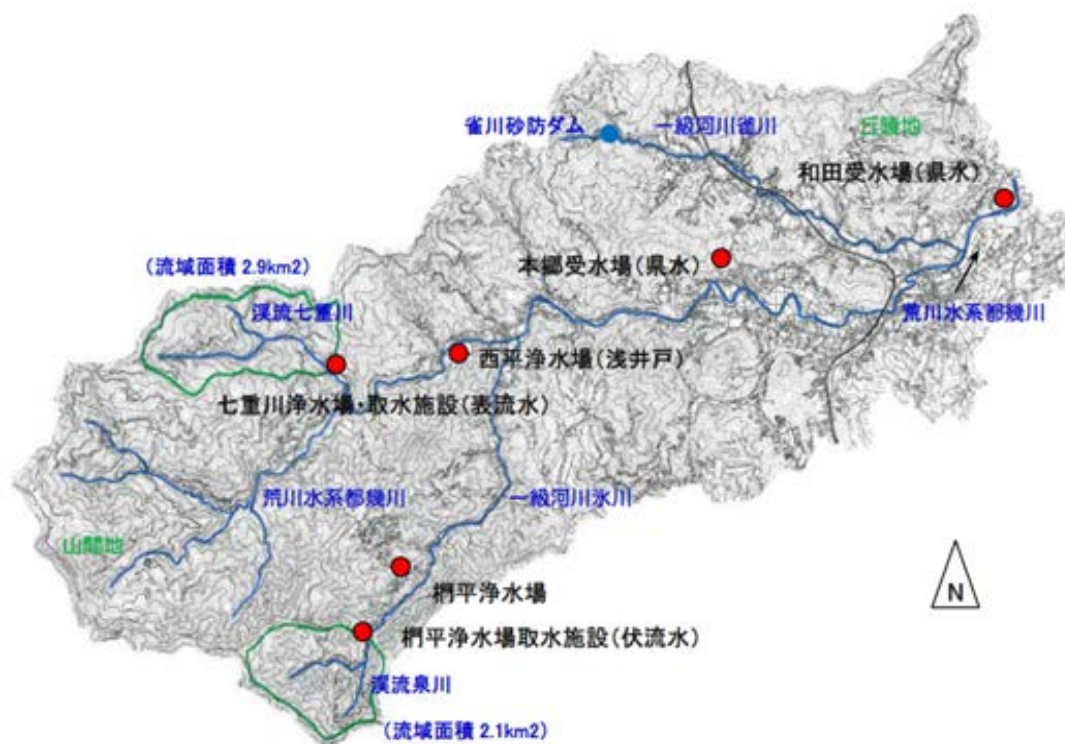 雀川砂防ダム
一級河川雀川
丘陵地
和田受水場(県水)
本郷受水場(県水)
(流域面積 2.9km2)
渓流七重川
荒川水系都幾川
西平浄水場(浅井戸)
七重川浄水場・取水施設(表流水)
荒川水系都幾川
一級河川氷川
山間地
椚平浄水場
N
椚平浄水場取水施設(伏流水)
渓流泉川
(流域面積 2.1km2)